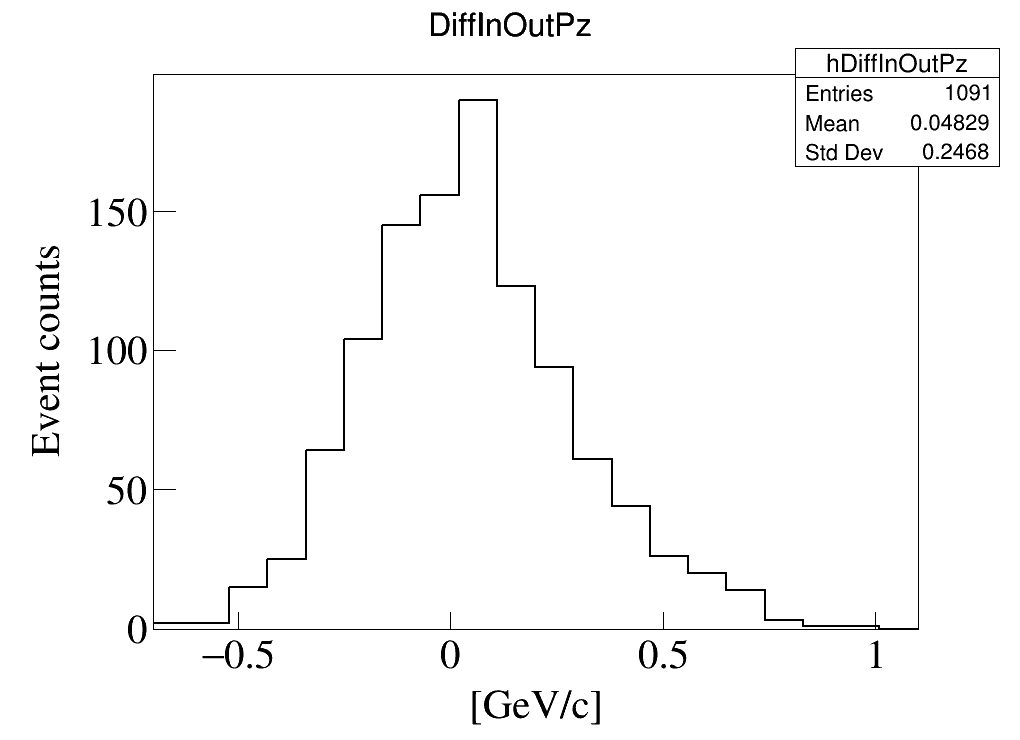 DiffInOutPz
hDiffInOutPz
Entries 1091
Mean 0.04829
Std Dev 0.2468
Event counts
150
100
50
0
−0.5 0 0.5 1
[GeV/c]